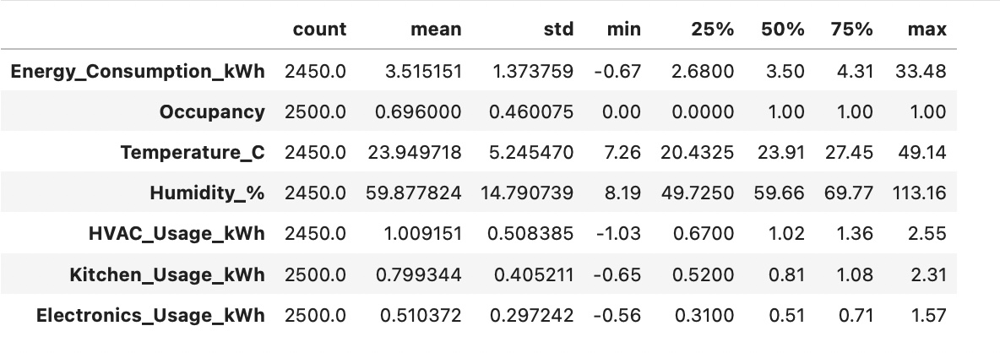 count mean std min 25% 50% 75% max
Energy_Consumption_kWh 2450.0 3.515151 1.373759 -0.67 2.6800 3.50 4.31 33.48
Occupancy 2500.0 0.696000 0.460075 0.00 0.0000 1.00 1.00 1.00
Temperature_C 2450.0 23.949718 5.245470 7.26 20.4325 23.91 27.45 49.14
Humidity_% 2450.0 59.877824 14.790739 8.19 49.7250 59.66 69.77 113.16
HVAC_Usage_kWh 2450.0 1.009151 0.508385 -1.03 0.6700 1.02 1.36 2.55
Kitchen_Usage_kWh 2500.0 0.799344 0.405211 -0.65 0.5200 0.81 1.08 2.31
Electronics_Usage_kWh 2500.0 0.510372 0.297242 -0.56 0.3100 0.51 0.71 1.57